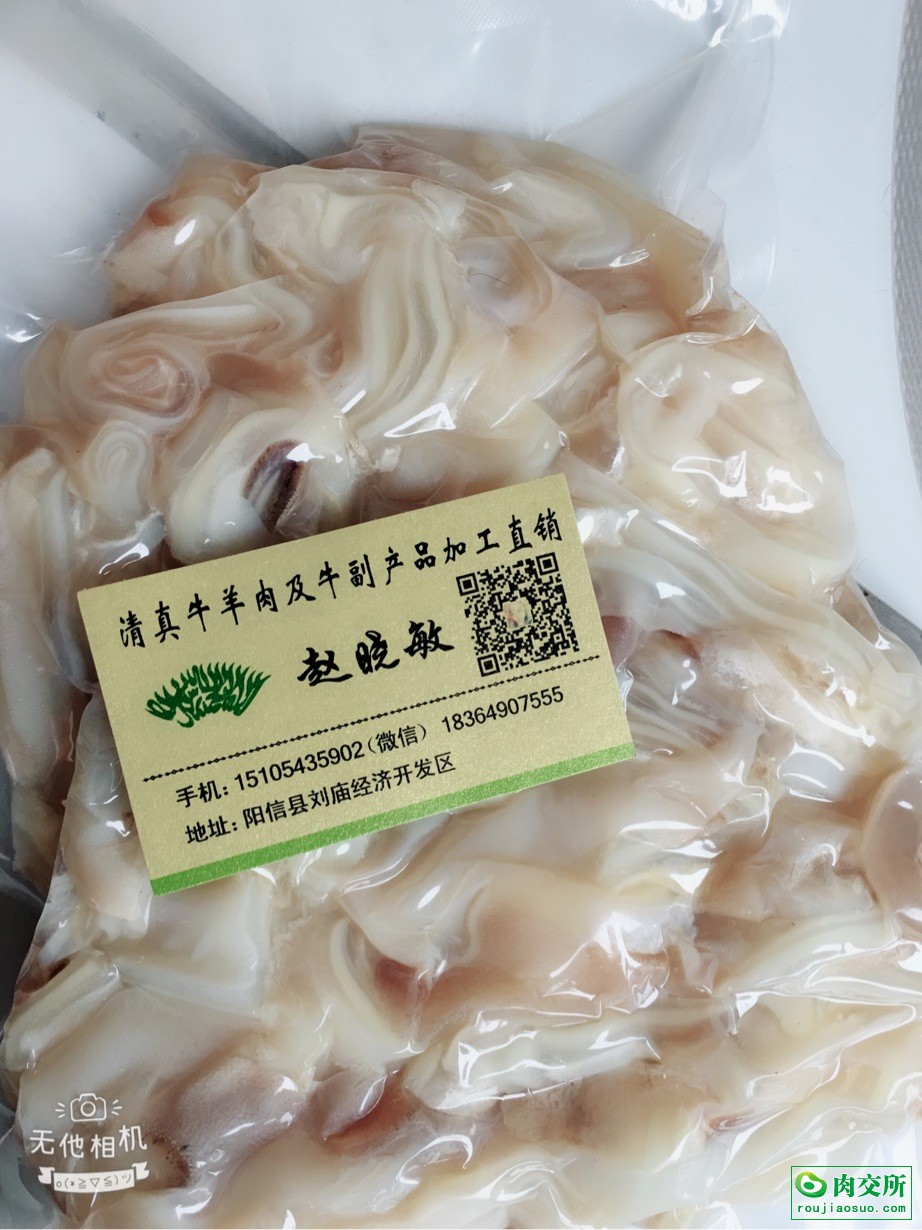 清真牛羊肉及牛副产品加工直销
赵晓敏
手机：15105435902（微信） 18364907555
地址：阳信县刘庙经济开发区
无他相机
o(*≧▽≦)ツ
肉交所
roujiaosuo.com